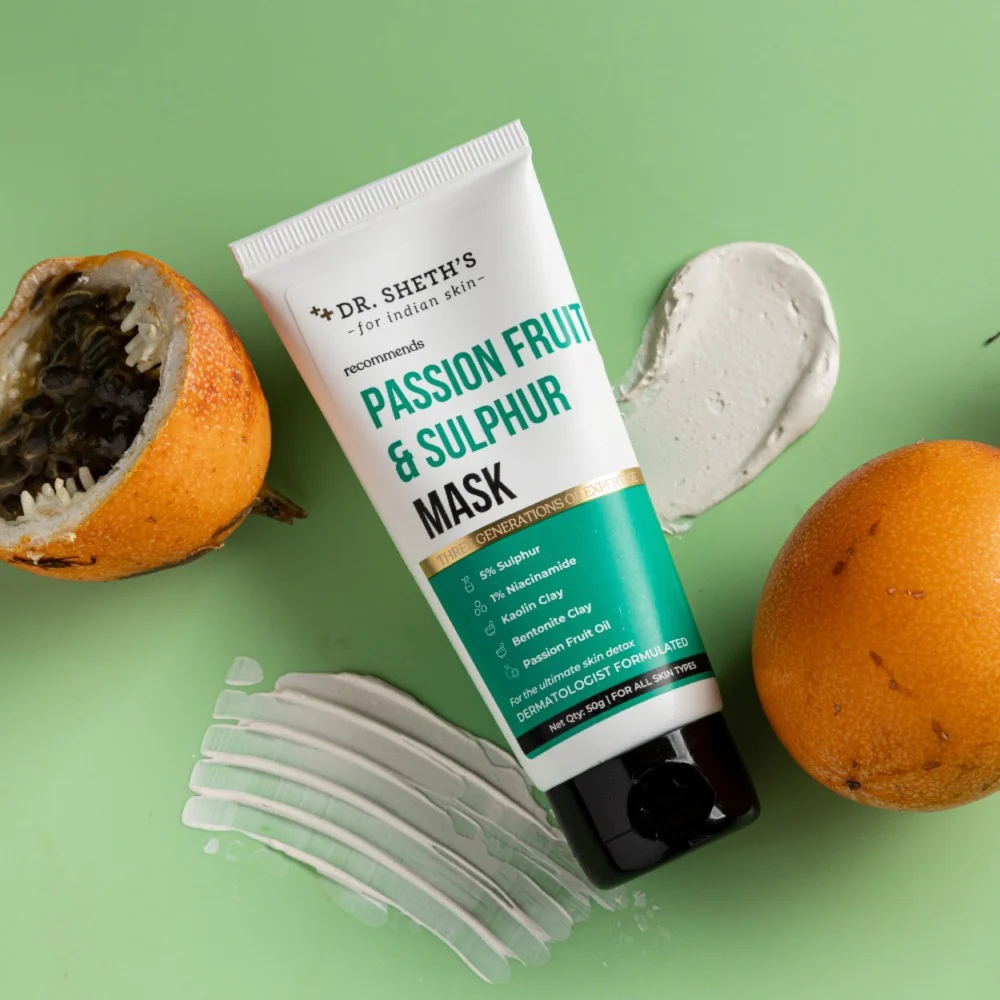 DR. SHETH'S
-for indian skin-
recommends
PASSION FRUIT
& SULPHUR
MASK
THREE GENERATIONS OF EXPERTISE
5% Sulphur
1% Niacinamide
Kaolin Clay
Bentonite Clay
Passion Fruit Oil
For the ultimate skin detox
DERMATOLOGIST FORMULATED
Net Qty: 50g | FOR ALL SKIN TYPES